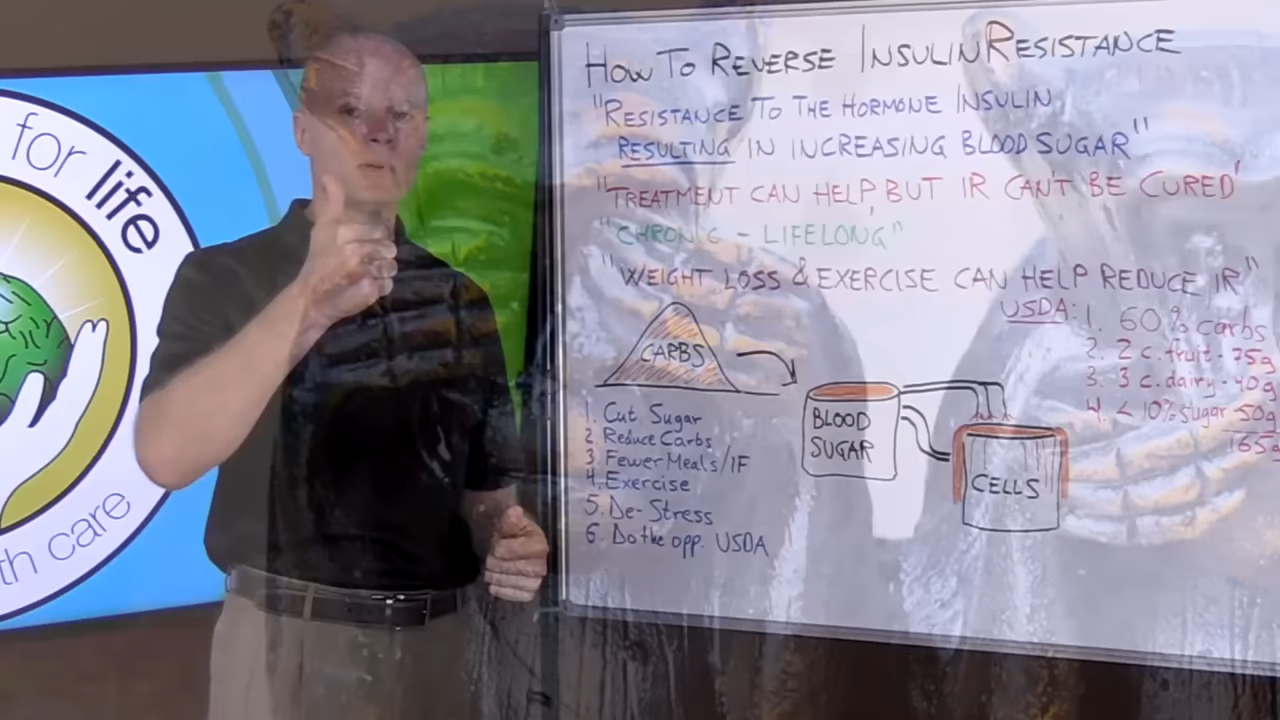 for life
th care
How To Reverse Insulin Resistance
"Resistance To The Hormone Insulin
Resulting in increasing blood sugar"
"Treatment can help, but IR can't be cured'
"Chronic - Lifelong"
"Weight loss & exercise can help reduce IR"
USDA: 1. 60% carbs
2. 2 c. fruit - 75g
3. 3 c. dairy - 40g
4. < 10% sugar 50g
165g
CARBS
BLOOD
SUGAR
CELLS
1. Cut Sugar
2. Reduce Carbs
3 Fewer Meals/IF
4. Exercise
5. De-Stress
6. Do the opp. USDA